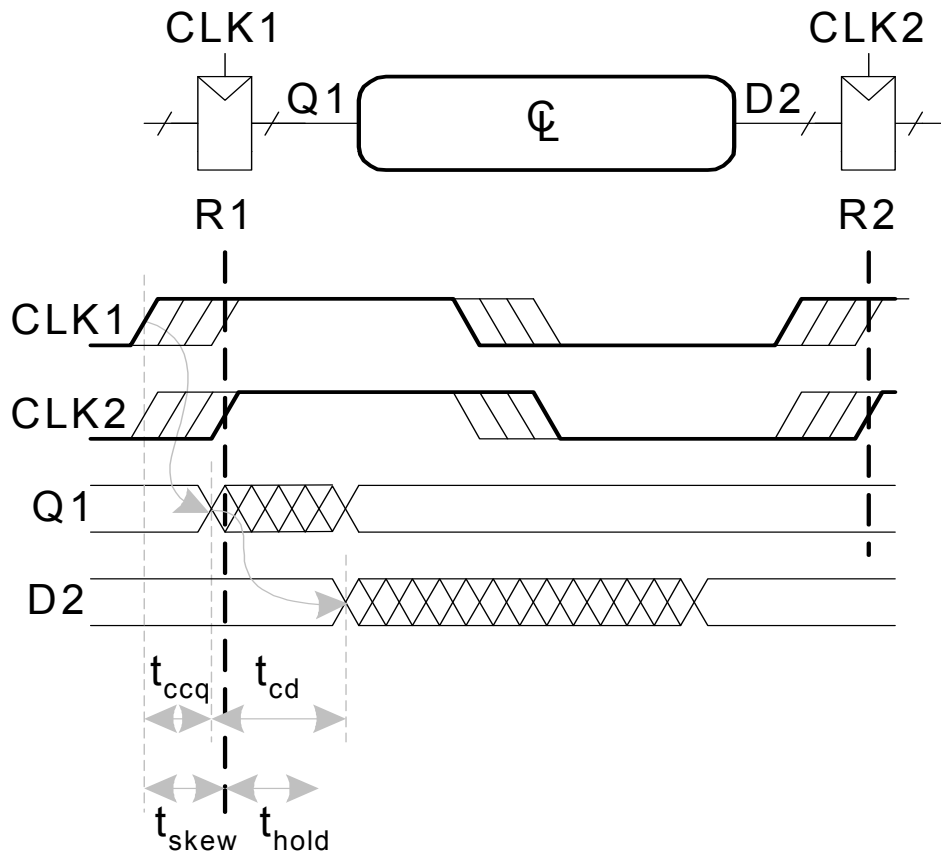 CLK1 CLK2
Q1 CL D2
R1 R2
CLK1
CLK2
Q1
D2
tccq tcd
tskew thold